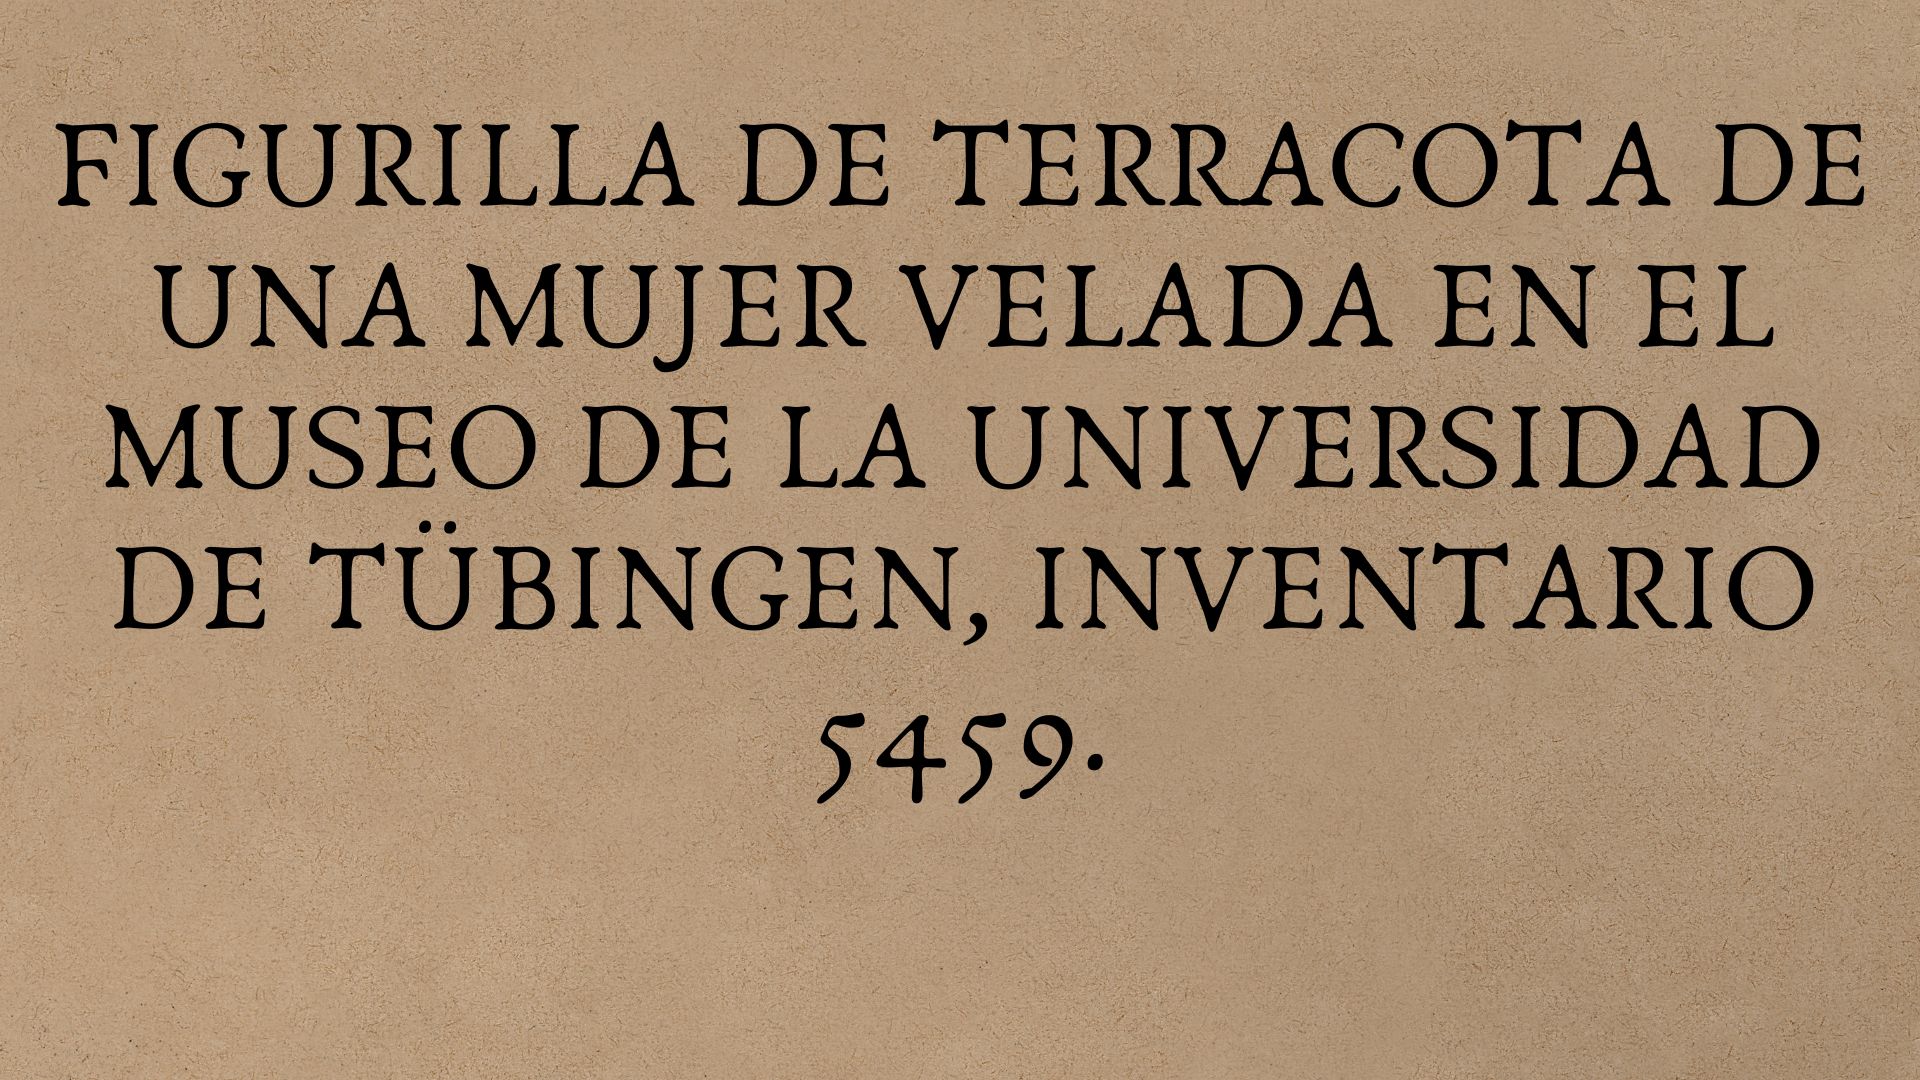 FIGURILLA DE TERRACOTA DE
UNA MUJER VELADA EN EL
MUSEO DE LA UNIVERSIDAD
DE TÜBINGEN, INVENTARIO
5459.